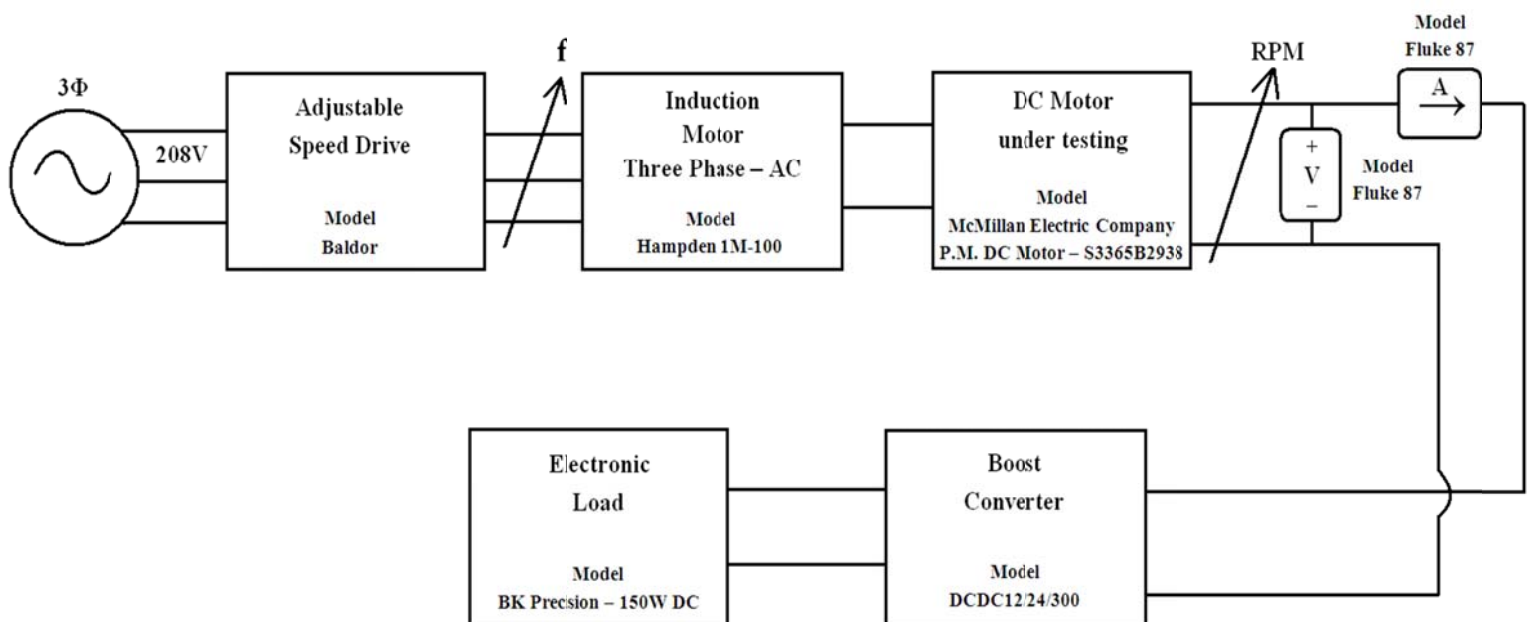 3Φ
208V
Adjustable
Speed Drive
Model
Baldor
f
Induction
Motor
Three Phase – AC
Model
Hampden 1M-100
DC Motor
under testing
Model
McMillan Electric Company
P.M. DC Motor – S3365B2938
RPM
+
V
–
Model
Fluke 87
Model
Fluke 87
A
Electronic
Load
Model
BK Precision – 150W DC
Boost
Converter
Model
DCDC12/24/300